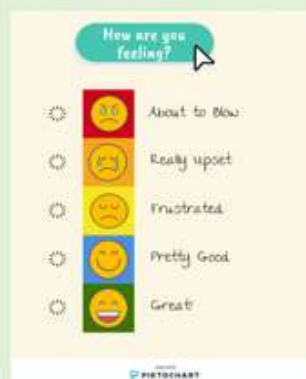 How are you
feeling?
About to Blow
Really upset
Frustrated
Pretty Good
Great!
PIKTOCHART